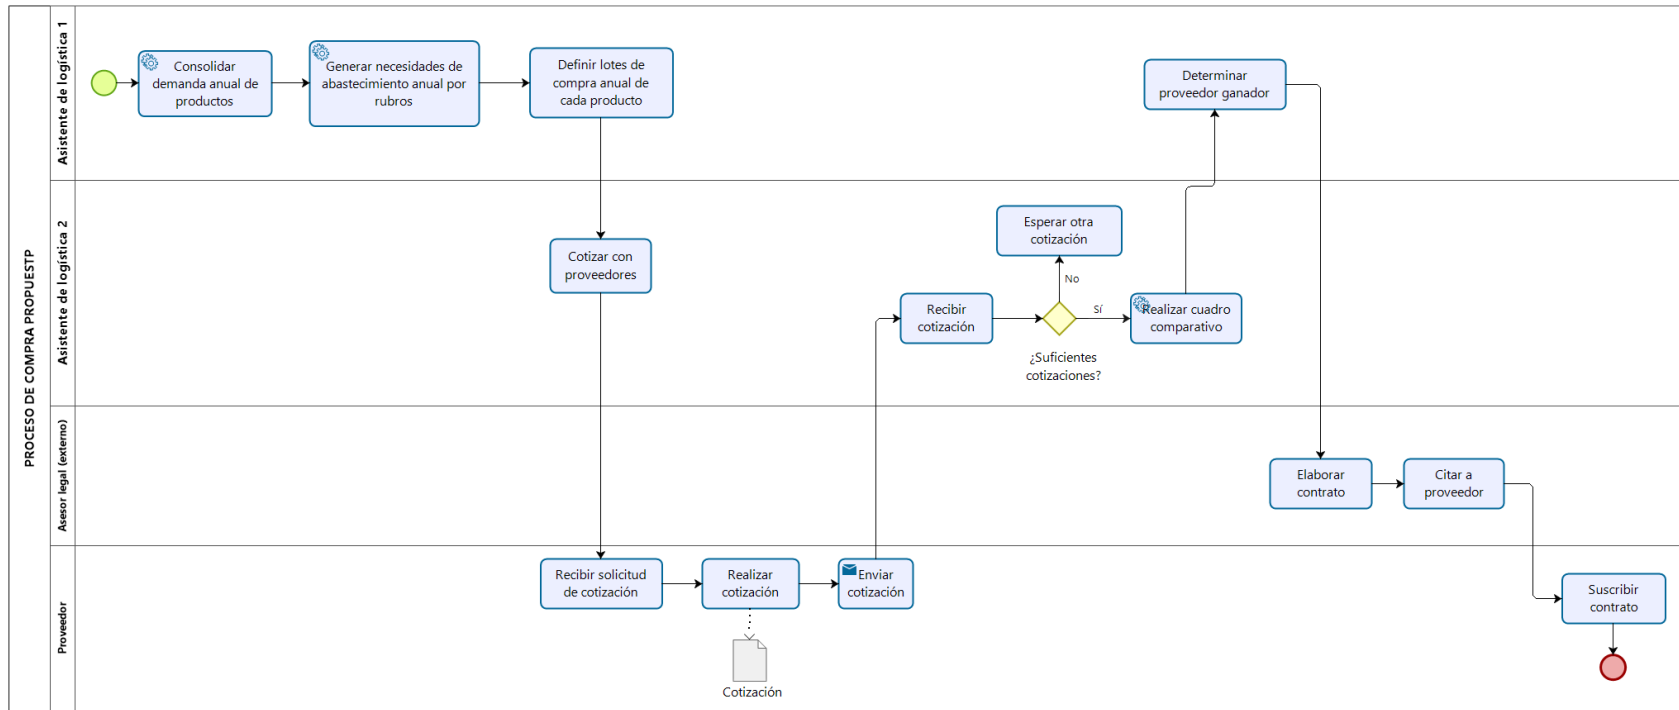 PROCESO DE COMPRA PROPUESTP
Asistente de logística 1
Consolidar
demanda anual de
productos
Generar necesidades de
abastecimiento anual por
rubros
Definir lotes de
compra anual de
cada producto
Determinar
proveedor ganador
Asistente de logística 2
Cotizar con
proveedores
Recibir
cotización
¿Suficientes
cotizaciones?
No
Esperar otra
cotización
Sí
Realizar cuadro
comparativo
Asesor legal (externo)
Elaborar
contrato
Citar a
proveedor
Proveedor
Recibir solicitud
de cotización
Realizar
cotización
Cotización
Enviar
cotización
Suscribir
contrato